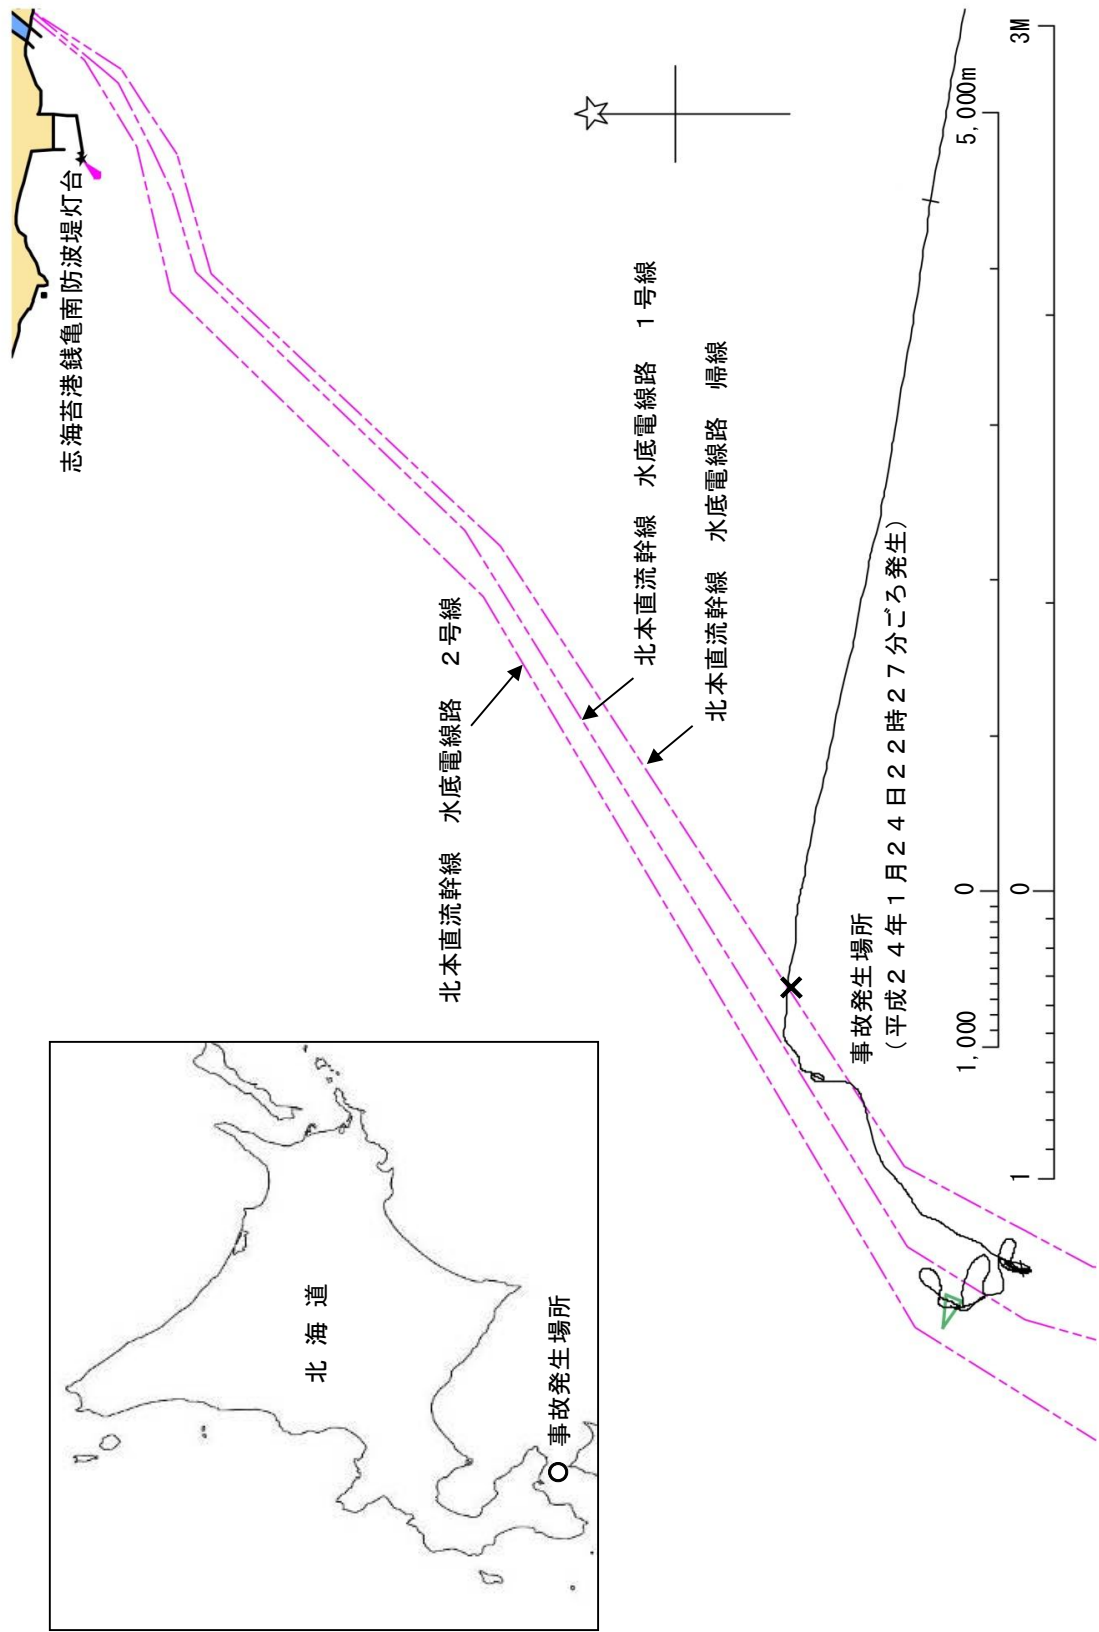 志海苔港銭亀南防波堤灯台
北本直流幹線　水底電線路　２号線
北本直流幹線　水底電線路　１号線
北本直流幹線　水底電線路　帰線
事故発生場所
（平成２４年１月２４日２２時２７分ごろ発生）
1,000
0
5,000m
1
0
3M
北海道
事故発生場所